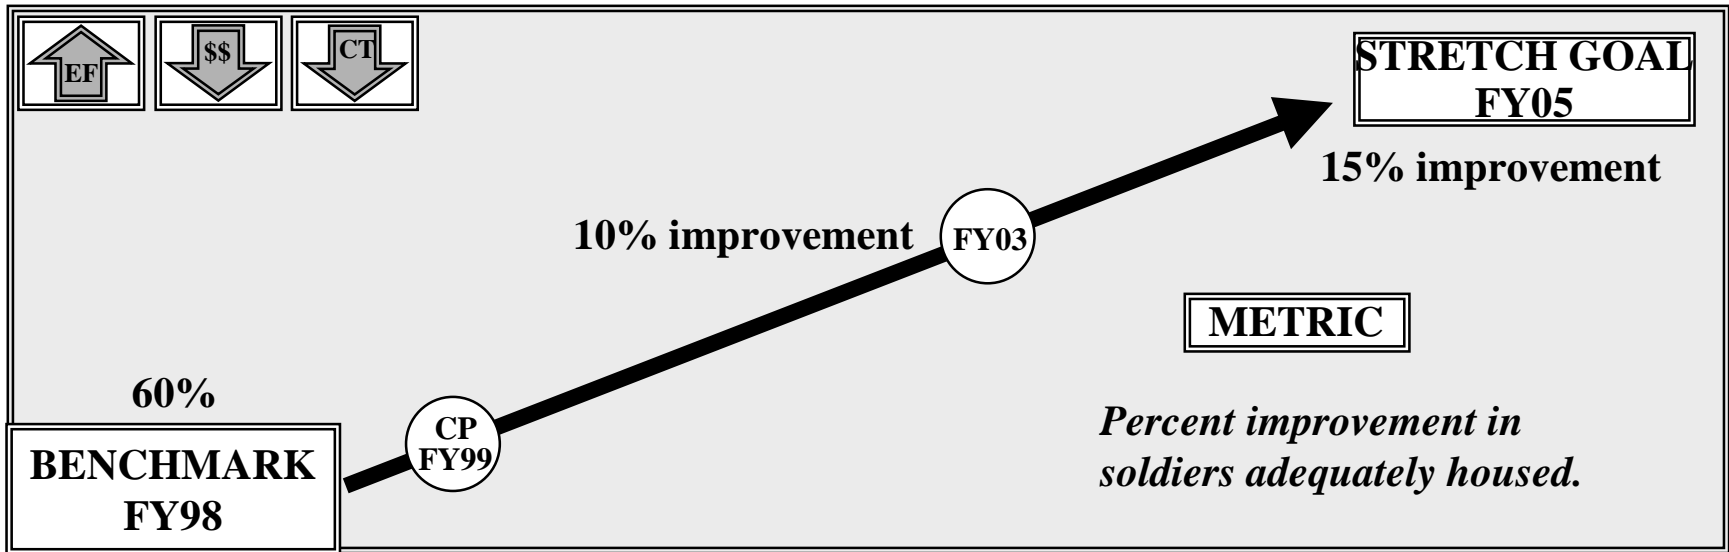 EF
$$
CT
STRETCH GOAL
FY05
15% improvement
10% improvement
FY03
METRIC
60%
CP
FY99
Percent improvement in
soldiers adequately housed.
BENCHMARK
FY98